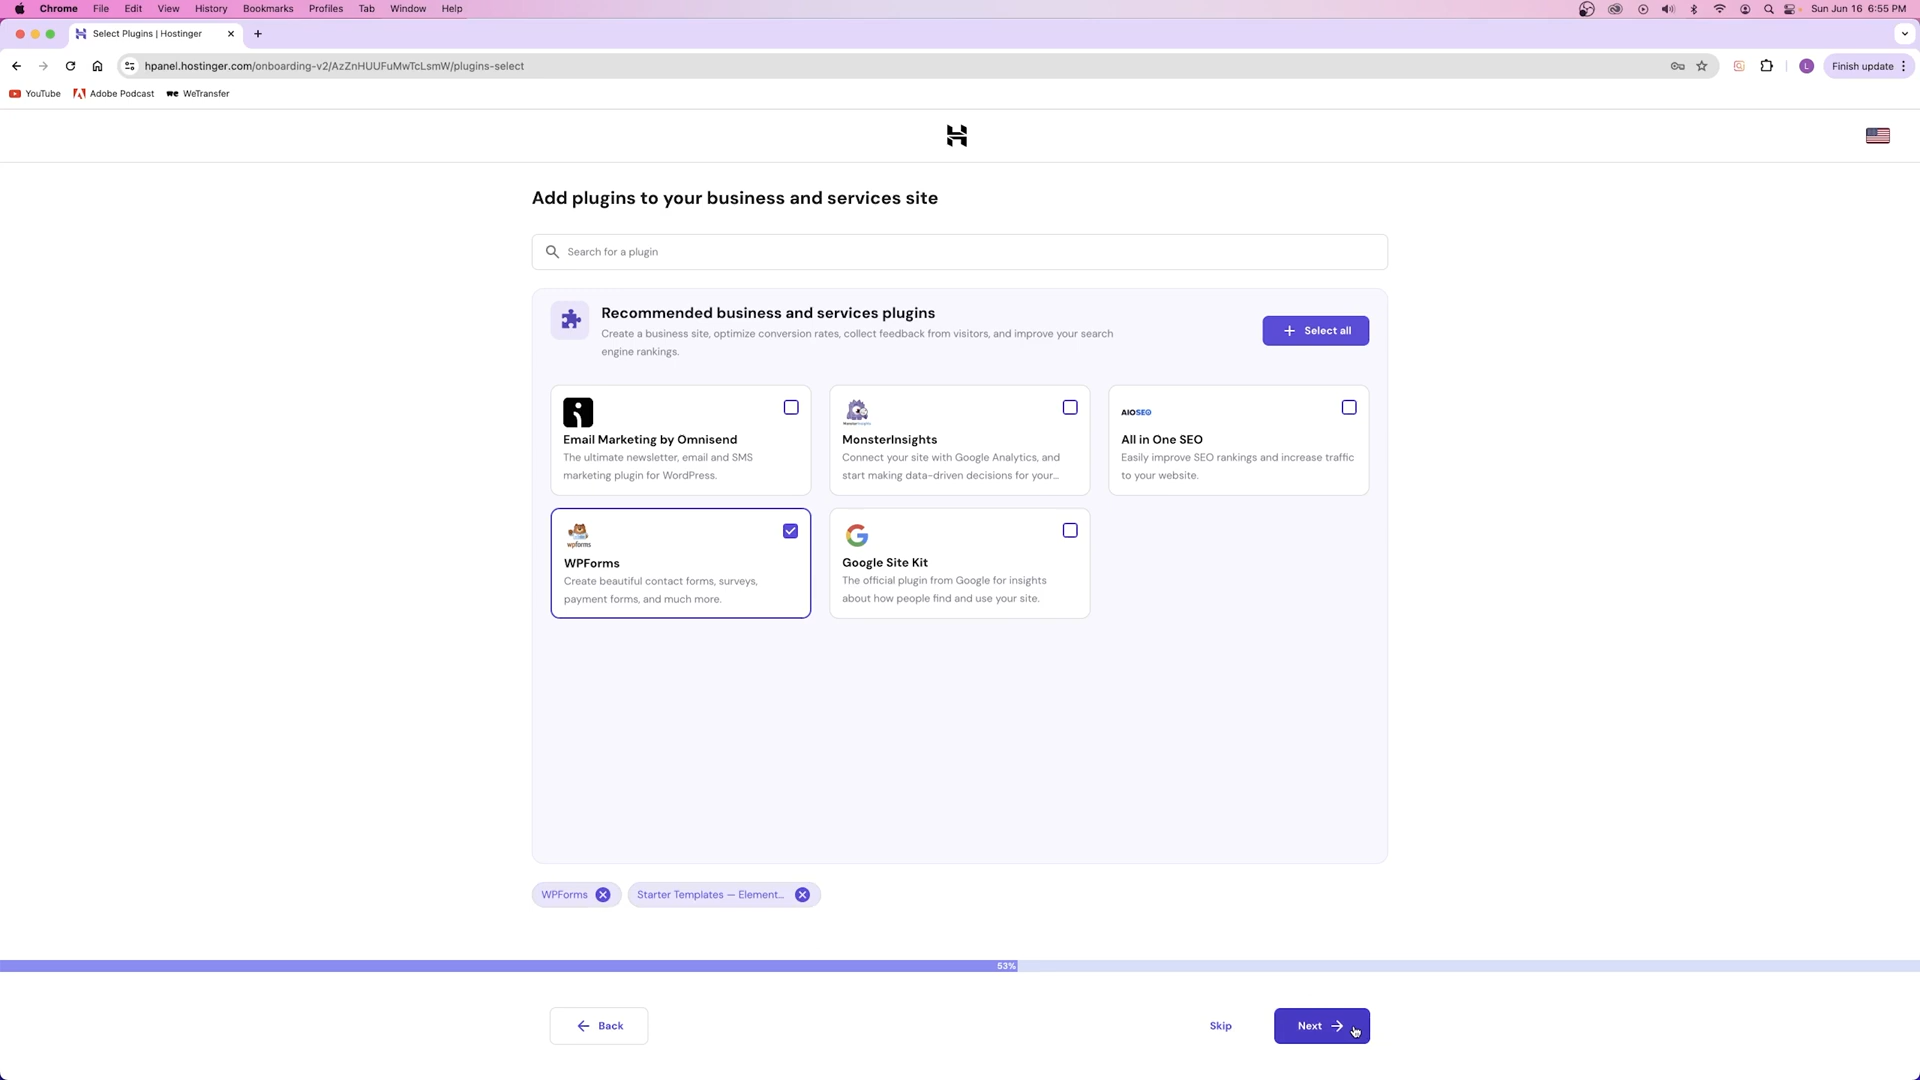 Chrome File Edit View History Bookmarks Profiles Tab Window Help Sun Jun 16 6:55 PM
Select Plugins | Hostinger
hpanel.hostinger.com/onboarding-v2/AzZnHUUFuMwTcLsmW/plugins-select
L
Finish update
YouTube Adobe Podcast WeTransfer
Add plugins to your business and services site
Search for a plugin
Recommended business and services plugins
Create a business site, optimize conversion rates, collect feedback from visitors, and improve your search
engine rankings.
Select all
Email Marketing by Omnisend
The ultimate newsletter, email and SMS
marketing plugin for WordPress.
MonsterInsights
Connect your site with Google Analytics, and
start making data-driven decisions for your...
AIOSEO
All in One SEO
Easily improve SEO rankings and increase traffic
to your website.
wpforms
WPForms
Create beautiful contact forms, surveys,
payment forms, and much more.
Google Site Kit
The official plugin from Google for insights
about how people find and use your site.
WPForms
Starter Templates — Element...
53%
Back
Skip
Next